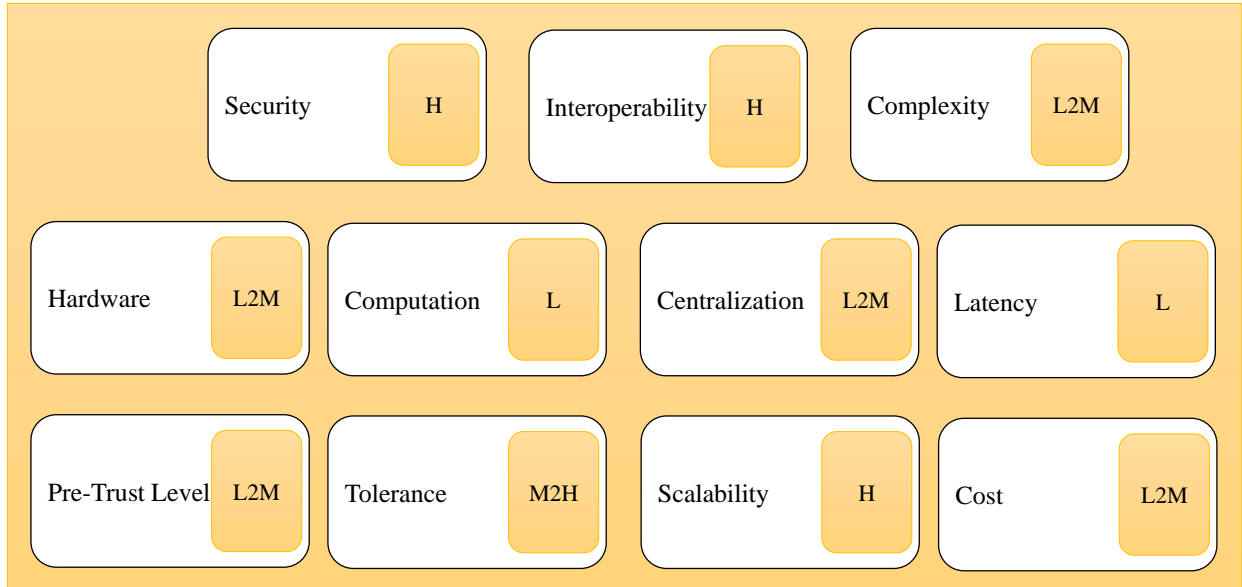 Security H
Interoperability H
Complexity L2M
Hardware L2M
Computation L
Centralization L2M
Latency L
Pre-Trust Level L2M
Tolerance M2H
Scalability H
Cost L2M